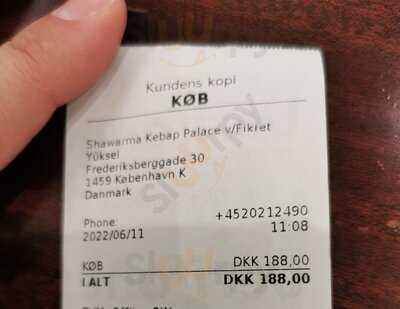 Kundens kopi
KØB
Shawarma Kebap Palace v/Fikret
Yüksel
Frederiksberggade 30
1459 København K
Danmark
Phone: +4520212490
2022/06/11 11:08
KØB DKK 188,00
I ALT DKK 188,00